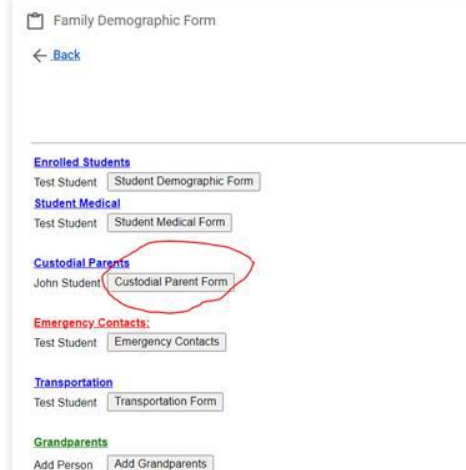 Family Demographic Form
Back
Enrolled Students
Test Student Student Demographic Form
Student Medical
Test Student Student Medical Form
Custodial Parents
John Student Custodial Parent Form
Emergency Contacts:
Test Student Emergency Contacts
Transportation
Test Student Transportation Form
Grandparents
Add Person Add Grandparents